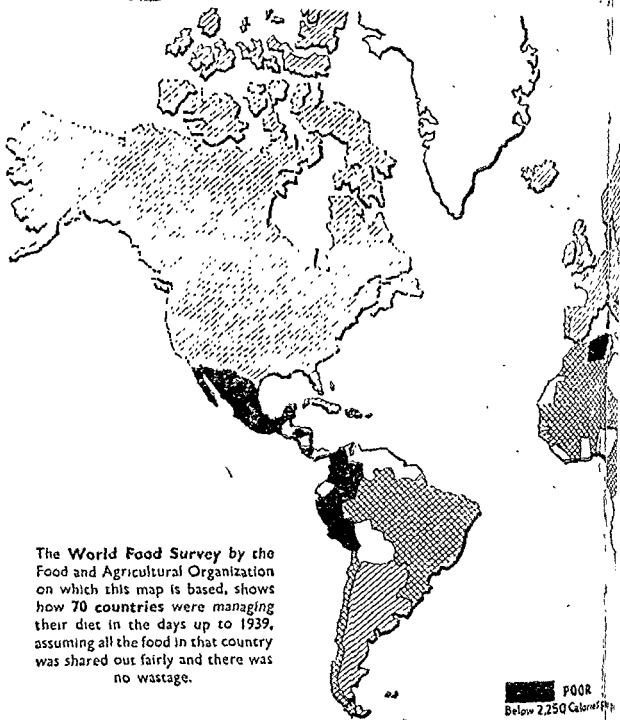 The World Food Survey by the
Food and Agricultural Organization
on which this map is based, shows
how 70 countries were managing
their diet in the days up to 1939,
assuming all the food in that country
was shared out fairly and there was
no wastage.
POOR
Below 2,250 Calories